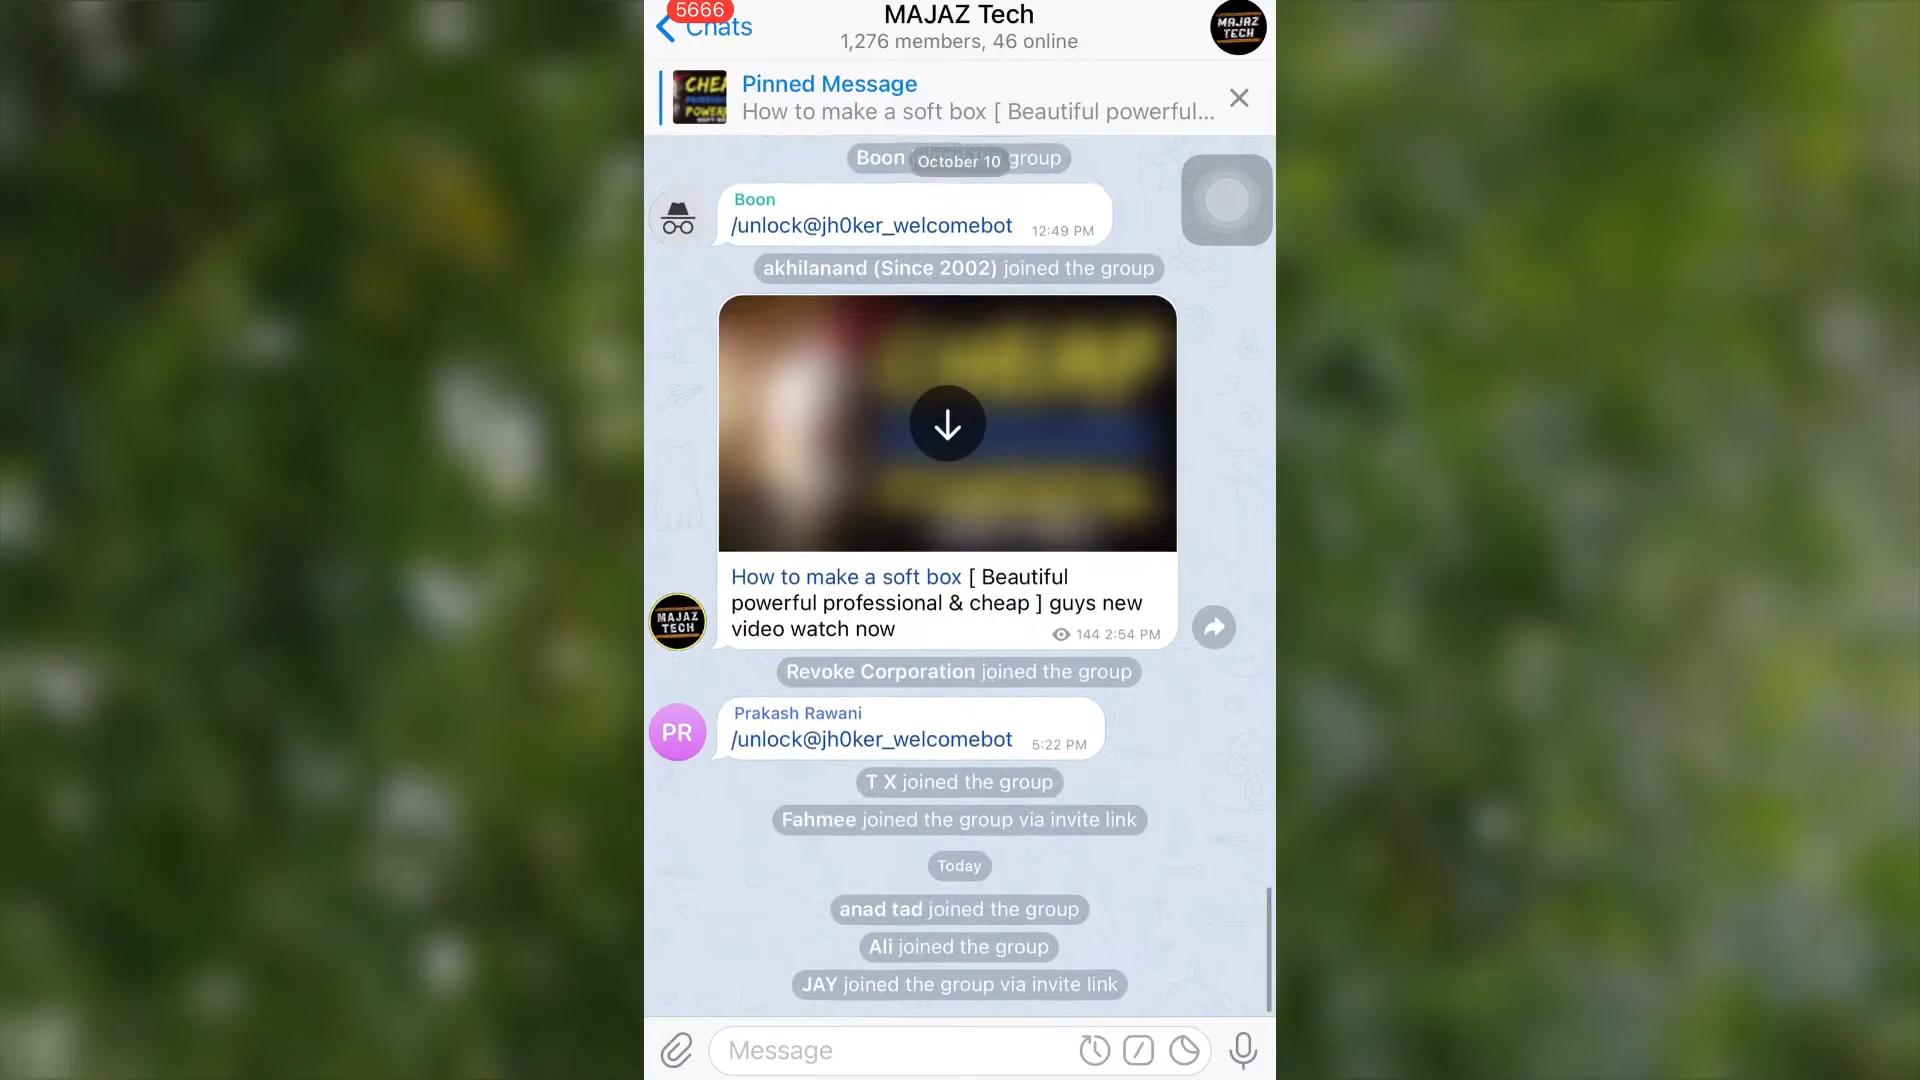 5666
Chats
MAJAZ Tech
1,276 members, 46 online
MAJAZ
TECH
CHEA
POWER
Pinned Message
How to make a soft box [ Beautiful powerful...
Boon group
October 10
Boon
/unlock@jh0ker_welcomebot 12:49 PM
akhilanand (Since 2002) joined the group
How to make a soft box [ Beautiful
powerful professional & cheap ] guys new
video watch now
144 2:54 PM
MAJAZ
TECH
Revoke Corporation joined the group
PR
Prakash Rawani
/unlock@jh0ker_welcomebot 5:22 PM
T X joined the group
Fahmee joined the group via invite link
Today
anad tad joined the group
Ali joined the group
JAY joined the group via invite link
Message